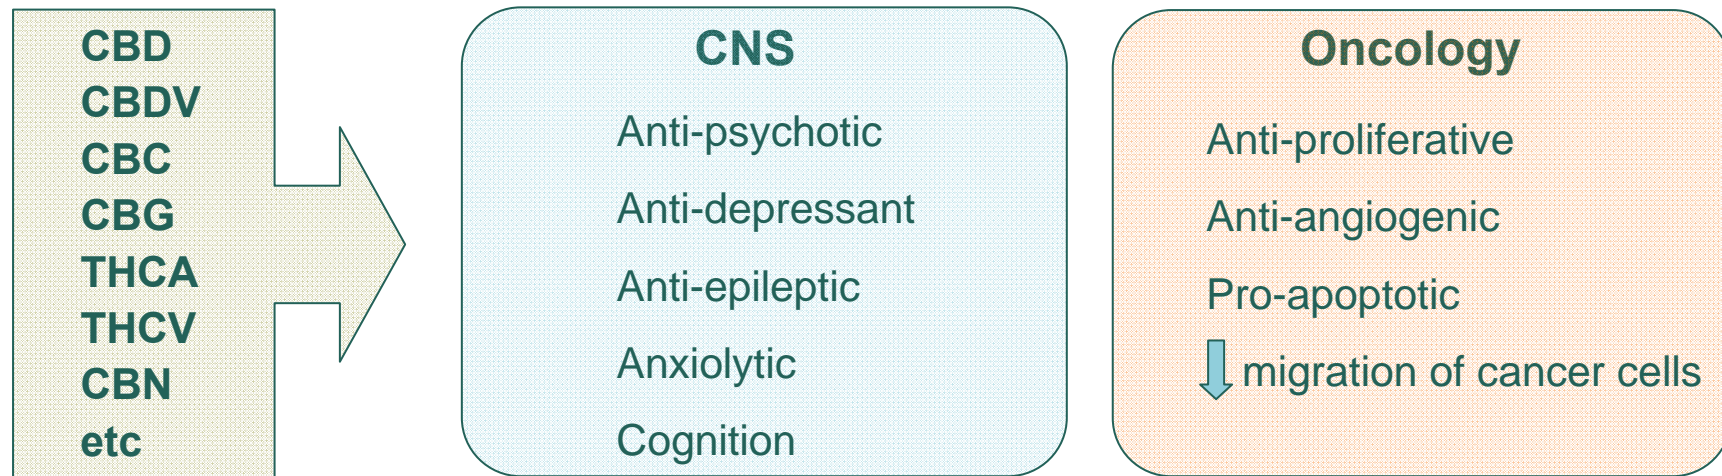 CBD
CBDV
CBC
CBG
THCA
THCV
CBN
etc
CNS
Anti-psychotic
Anti-depressant
Anti-epileptic
Anxiolytic
Cognition
Oncology
Anti-proliferative
Anti-angiogenic
Pro-apoptotic
migration of cancer cells